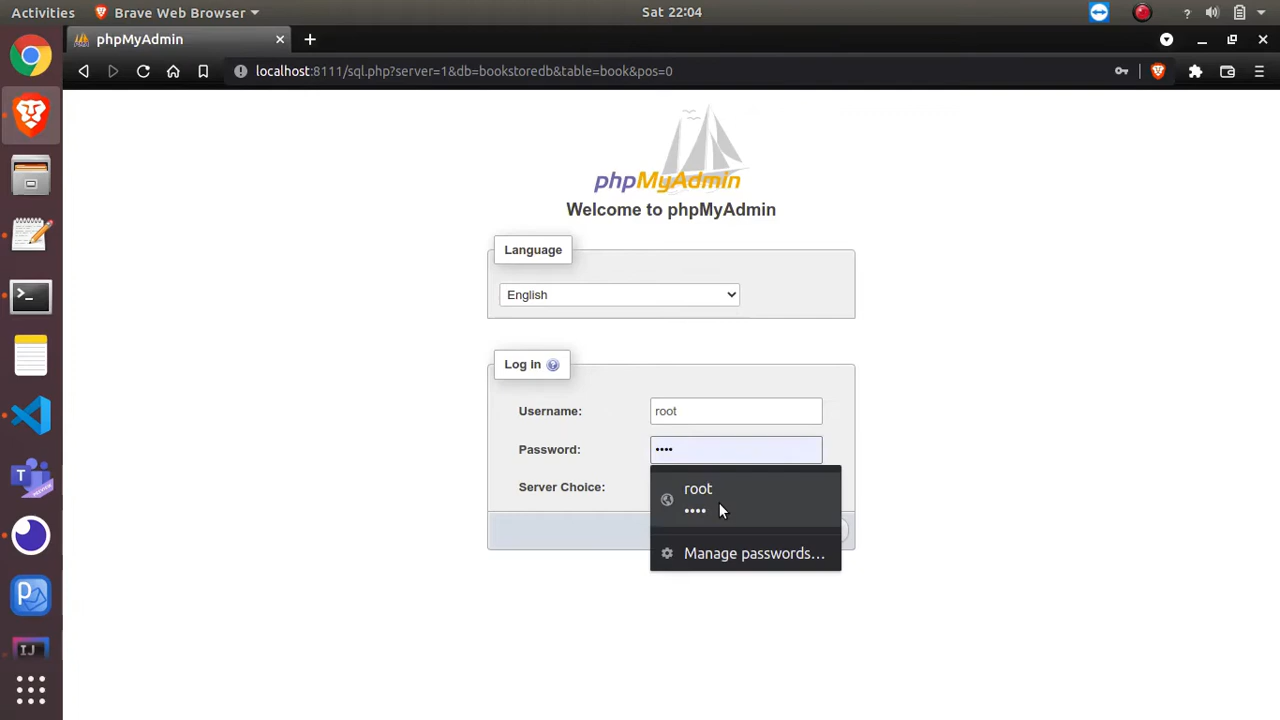 Activities
Brave Web Browser
Sat 22:04
phpMyAdmin
localhost:8111/sql.php?server=1&db=bookstoredb&table=book&pos=0
phpMyAdmin
Welcome to phpMyAdmin
Language
English
Log in
Username:
root
Password:
••••
Server Choice:
root
••••
Manage passwords…